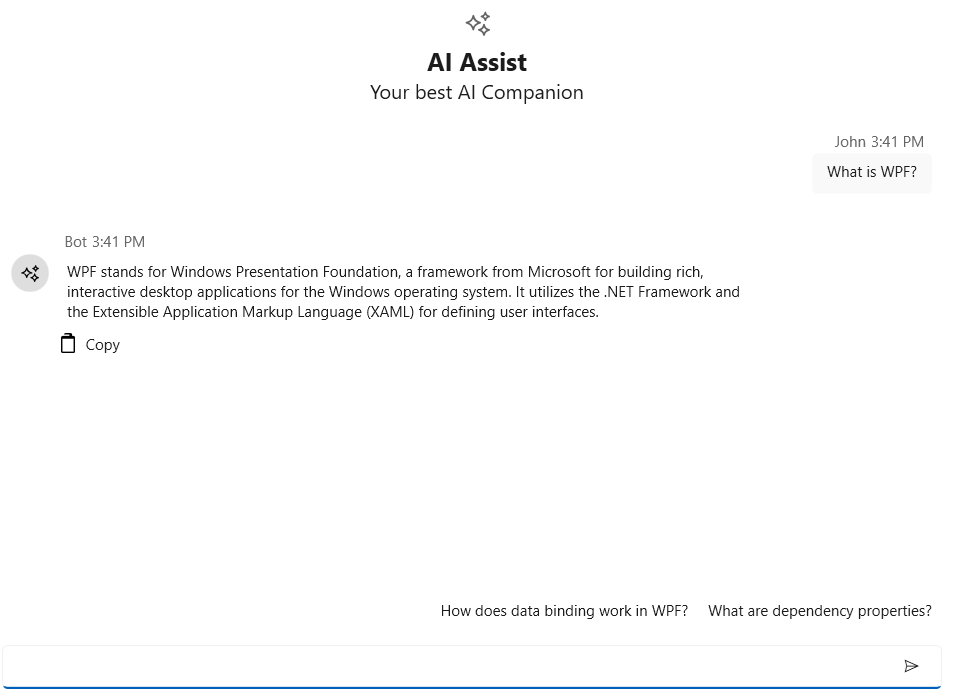 AI Assist
Your best AI Companion
John 3:41 PM
What is WPF?
Bot 3:41 PM
WPF stands for Windows Presentation Foundation, a framework from Microsoft for building rich,
interactive desktop applications for the Windows operating system. It utilizes the .NET Framework and
the Extensible Application Markup Language (XAML) for defining user interfaces.
Copy
How does data binding work in WPF? What are dependency properties?